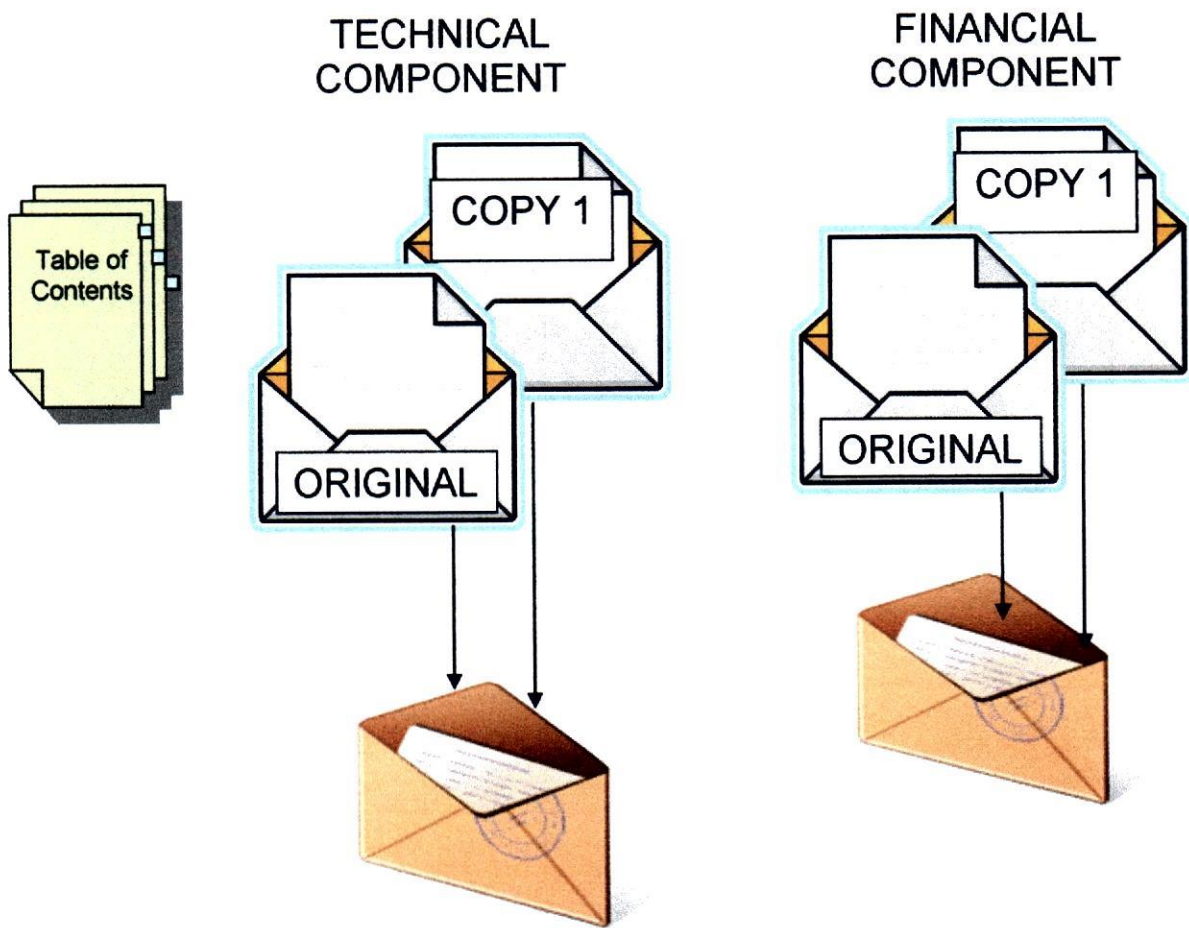 TECHNICAL
COMPONENT
FINANCIAL
COMPONENT
Table of
Contents
COPY 1
ORIGINAL
COPY 1
ORIGINAL